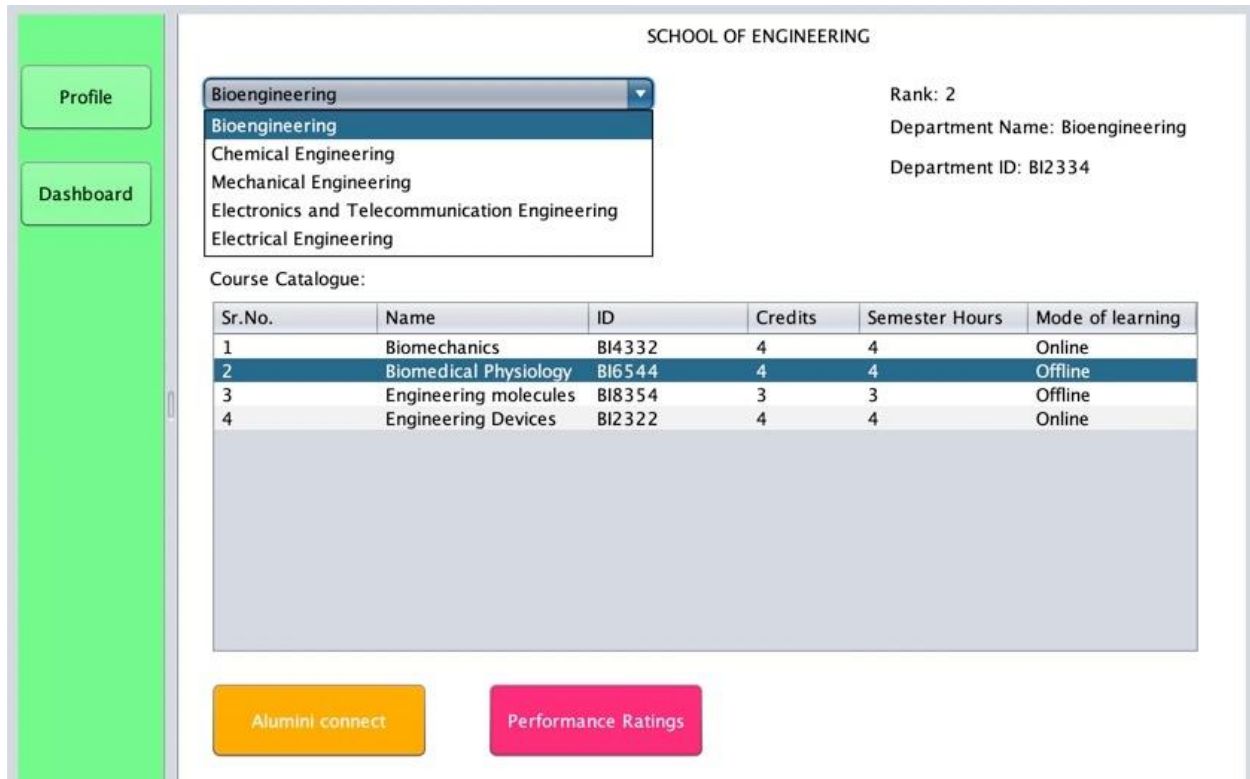 SCHOOL OF ENGINEERING
Profile
Dashboard
Bioengineering
Bioengineering
Chemical Engineering
Mechanical Engineering
Electronics and Telecommunication Engineering
Electrical Engineering
Rank: 2
Department Name: Bioengineering
Department ID: BI2334
Course Catalogue:
Sr.No. Name ID Credits Semester Hours Mode of learning
1 Biomechanics BI4332 4 4 Online
2 Biomedical Physiology BI6544 4 4 Offline
3 Engineering molecules BI8354 3 3 Offline
4 Engineering Devices BI2322 4 4 Online
Alumini connect
Performance Ratings